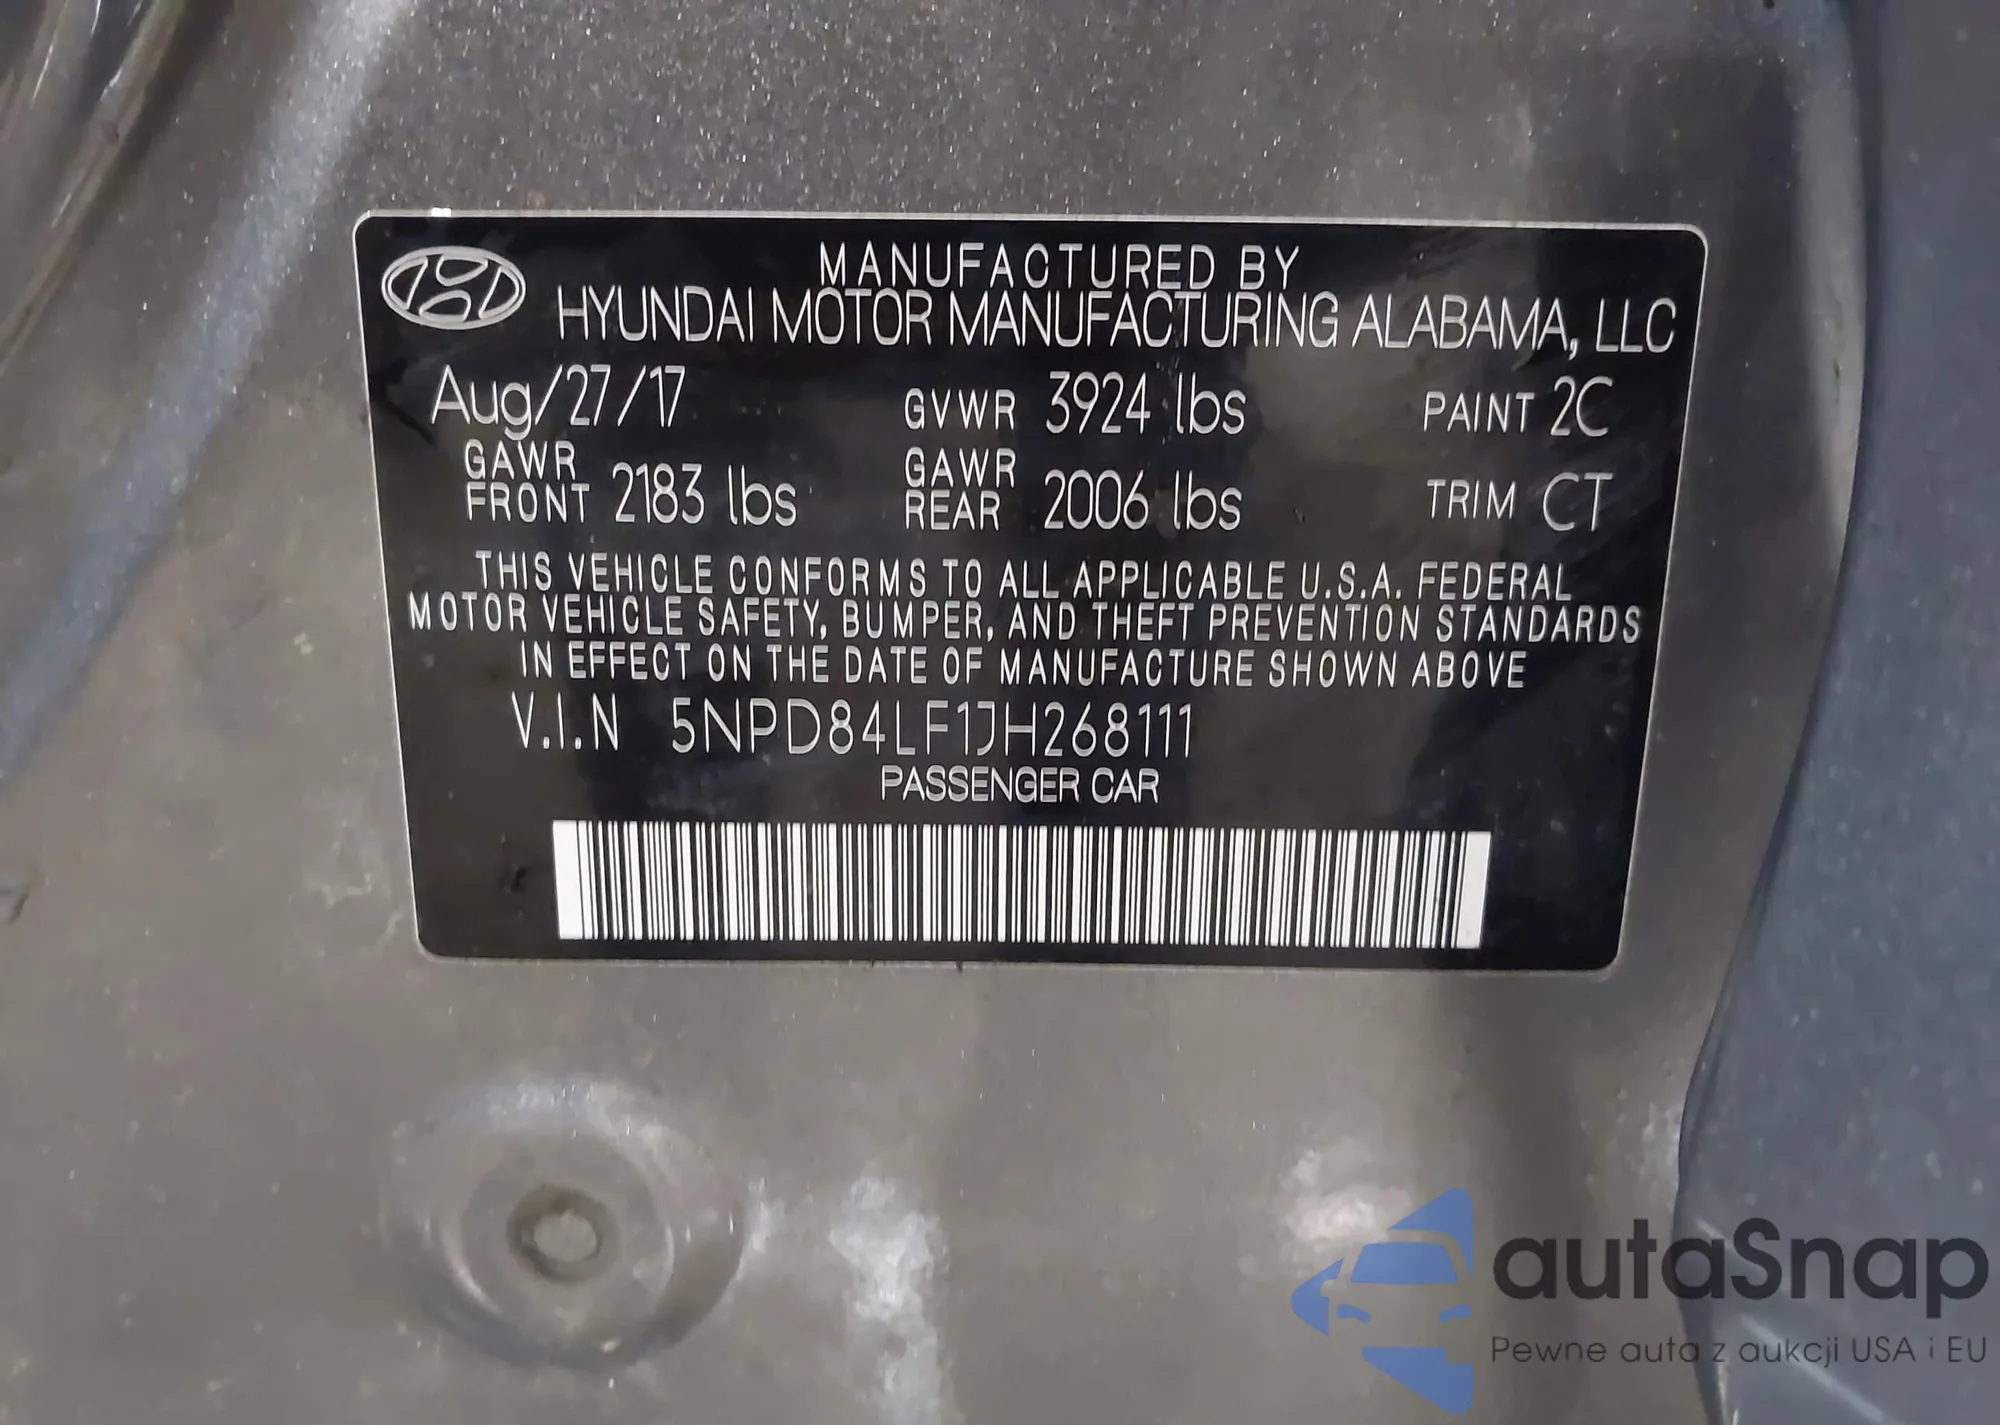 MANUFACTURED BY
HYUNDAI MOTOR MANUFACTURING ALABAMA, LLC
Aug/27/17 GVWR 3924 lbs PAINT 2C
GAWR FRONT 2183 lbs GAWR REAR 2006 lbs TRIM CT
THIS VEHICLE CONFORMS TO ALL APPLICABLE U.S.A. FEDERAL
MOTOR VEHICLE SAFETY, BUMPER, AND THEFT PREVENTION STANDARDS
IN EFFECT ON THE DATE OF MANUFACTURE SHOWN ABOVE
V.I.N 5NPD84LF1JH268111
PASSENGER CAR
autaSnap
Pewne auta z aukcji USA i EU